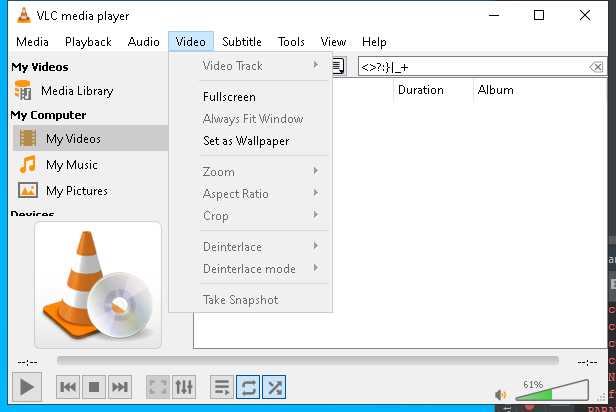 VLC media player
Media Playback Audio Video Subtitle Tools View Help
My Videos
Media Library
My Computer
My Videos
My Music
My Pictures
Devices
Video Track
Fullscreen
Always Fit Window
Set as Wallpaper
Zoom
Aspect Ratio
Crop
Deinterlace
Deinterlace mode
Take Snapshot
<>?:}|_+
Duration Album
--:-- --:--
61%